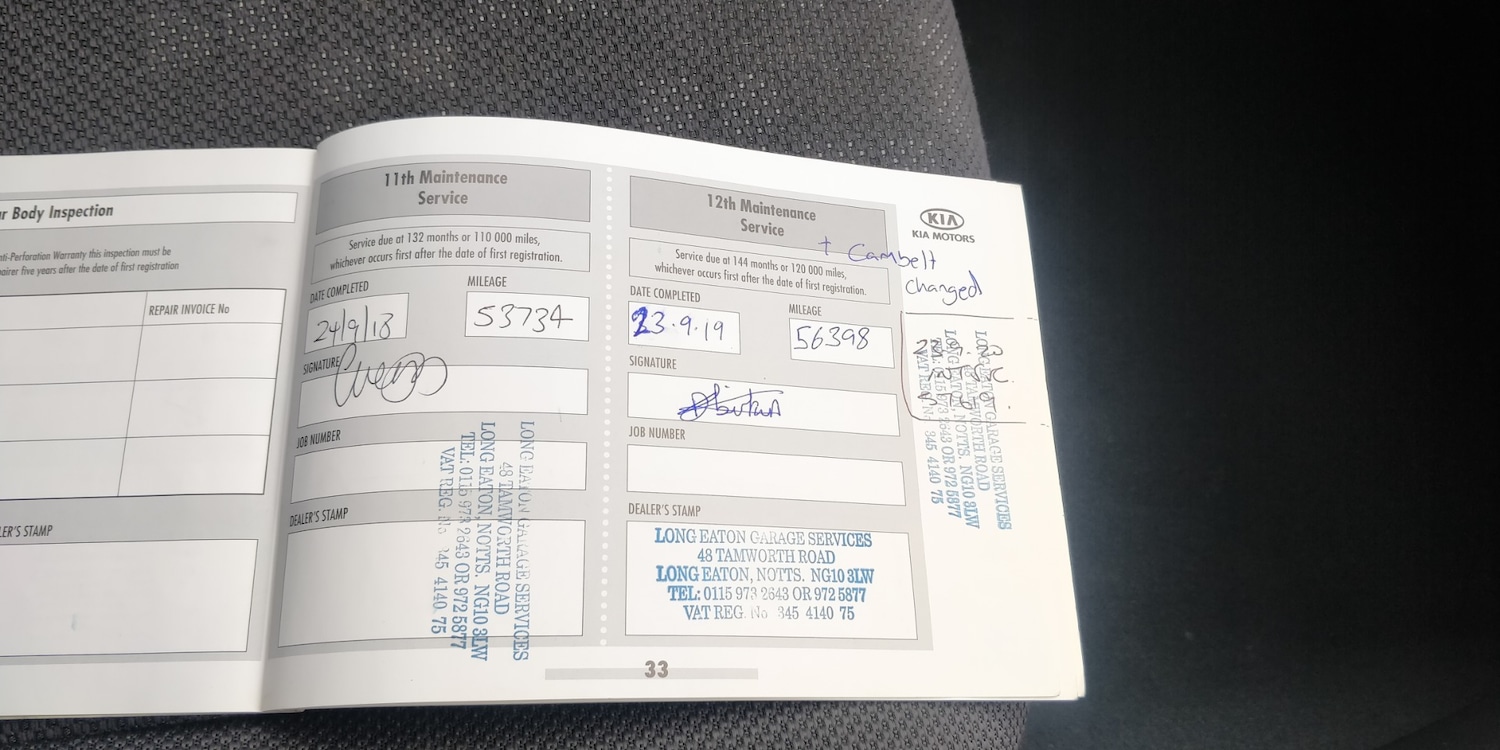 r Body Inspection
nti-Perforation Warranty this inspection must be
pairer five years after the date of first registration
REPAIR INVOICE No
LER'S STAMP
11th Maintenance
Service
Service due at 132 months or 110 000 miles,
whichever occurs first after the date of first registration.
DATE COMPLETED
MILEAGE
24/9/18
53734
SIGNATURE
JOB NUMBER
DEALER'S STAMP
LONG EATON GARAGE SERVICES
48 TAMWORTH ROAD
LONG EATON, NOTTS. NG10 3LW
TEL: 0115 973 2643 OR 972 5877
VAT REG. No 345 4140 75
12th Maintenance
Service
Service due at 144 months or 120 000 miles,
whichever occurs first after the date of first registration.
DATE COMPLETED
MILEAGE
23.9.19
56398
SIGNATURE
JOB NUMBER
DEALER'S STAMP
LONG EATON GARAGE SERVICES
48 TAMWORTH ROAD
LONG EATON, NOTTS. NG10 3LW
TEL: 0115 973 2643 OR 972 5877
VAT REG. No 345 4140 75
KIA
KIA MOTORS
+ Cambelt
changed
LONG EATON GARAGE SERVICES
48 TAMWORTH ROAD
LONG EATON, NOTTS. NG10 3LW
TEL: 0115 973 2643 OR 972 5877
VAT REG. No 345 4140 75
33